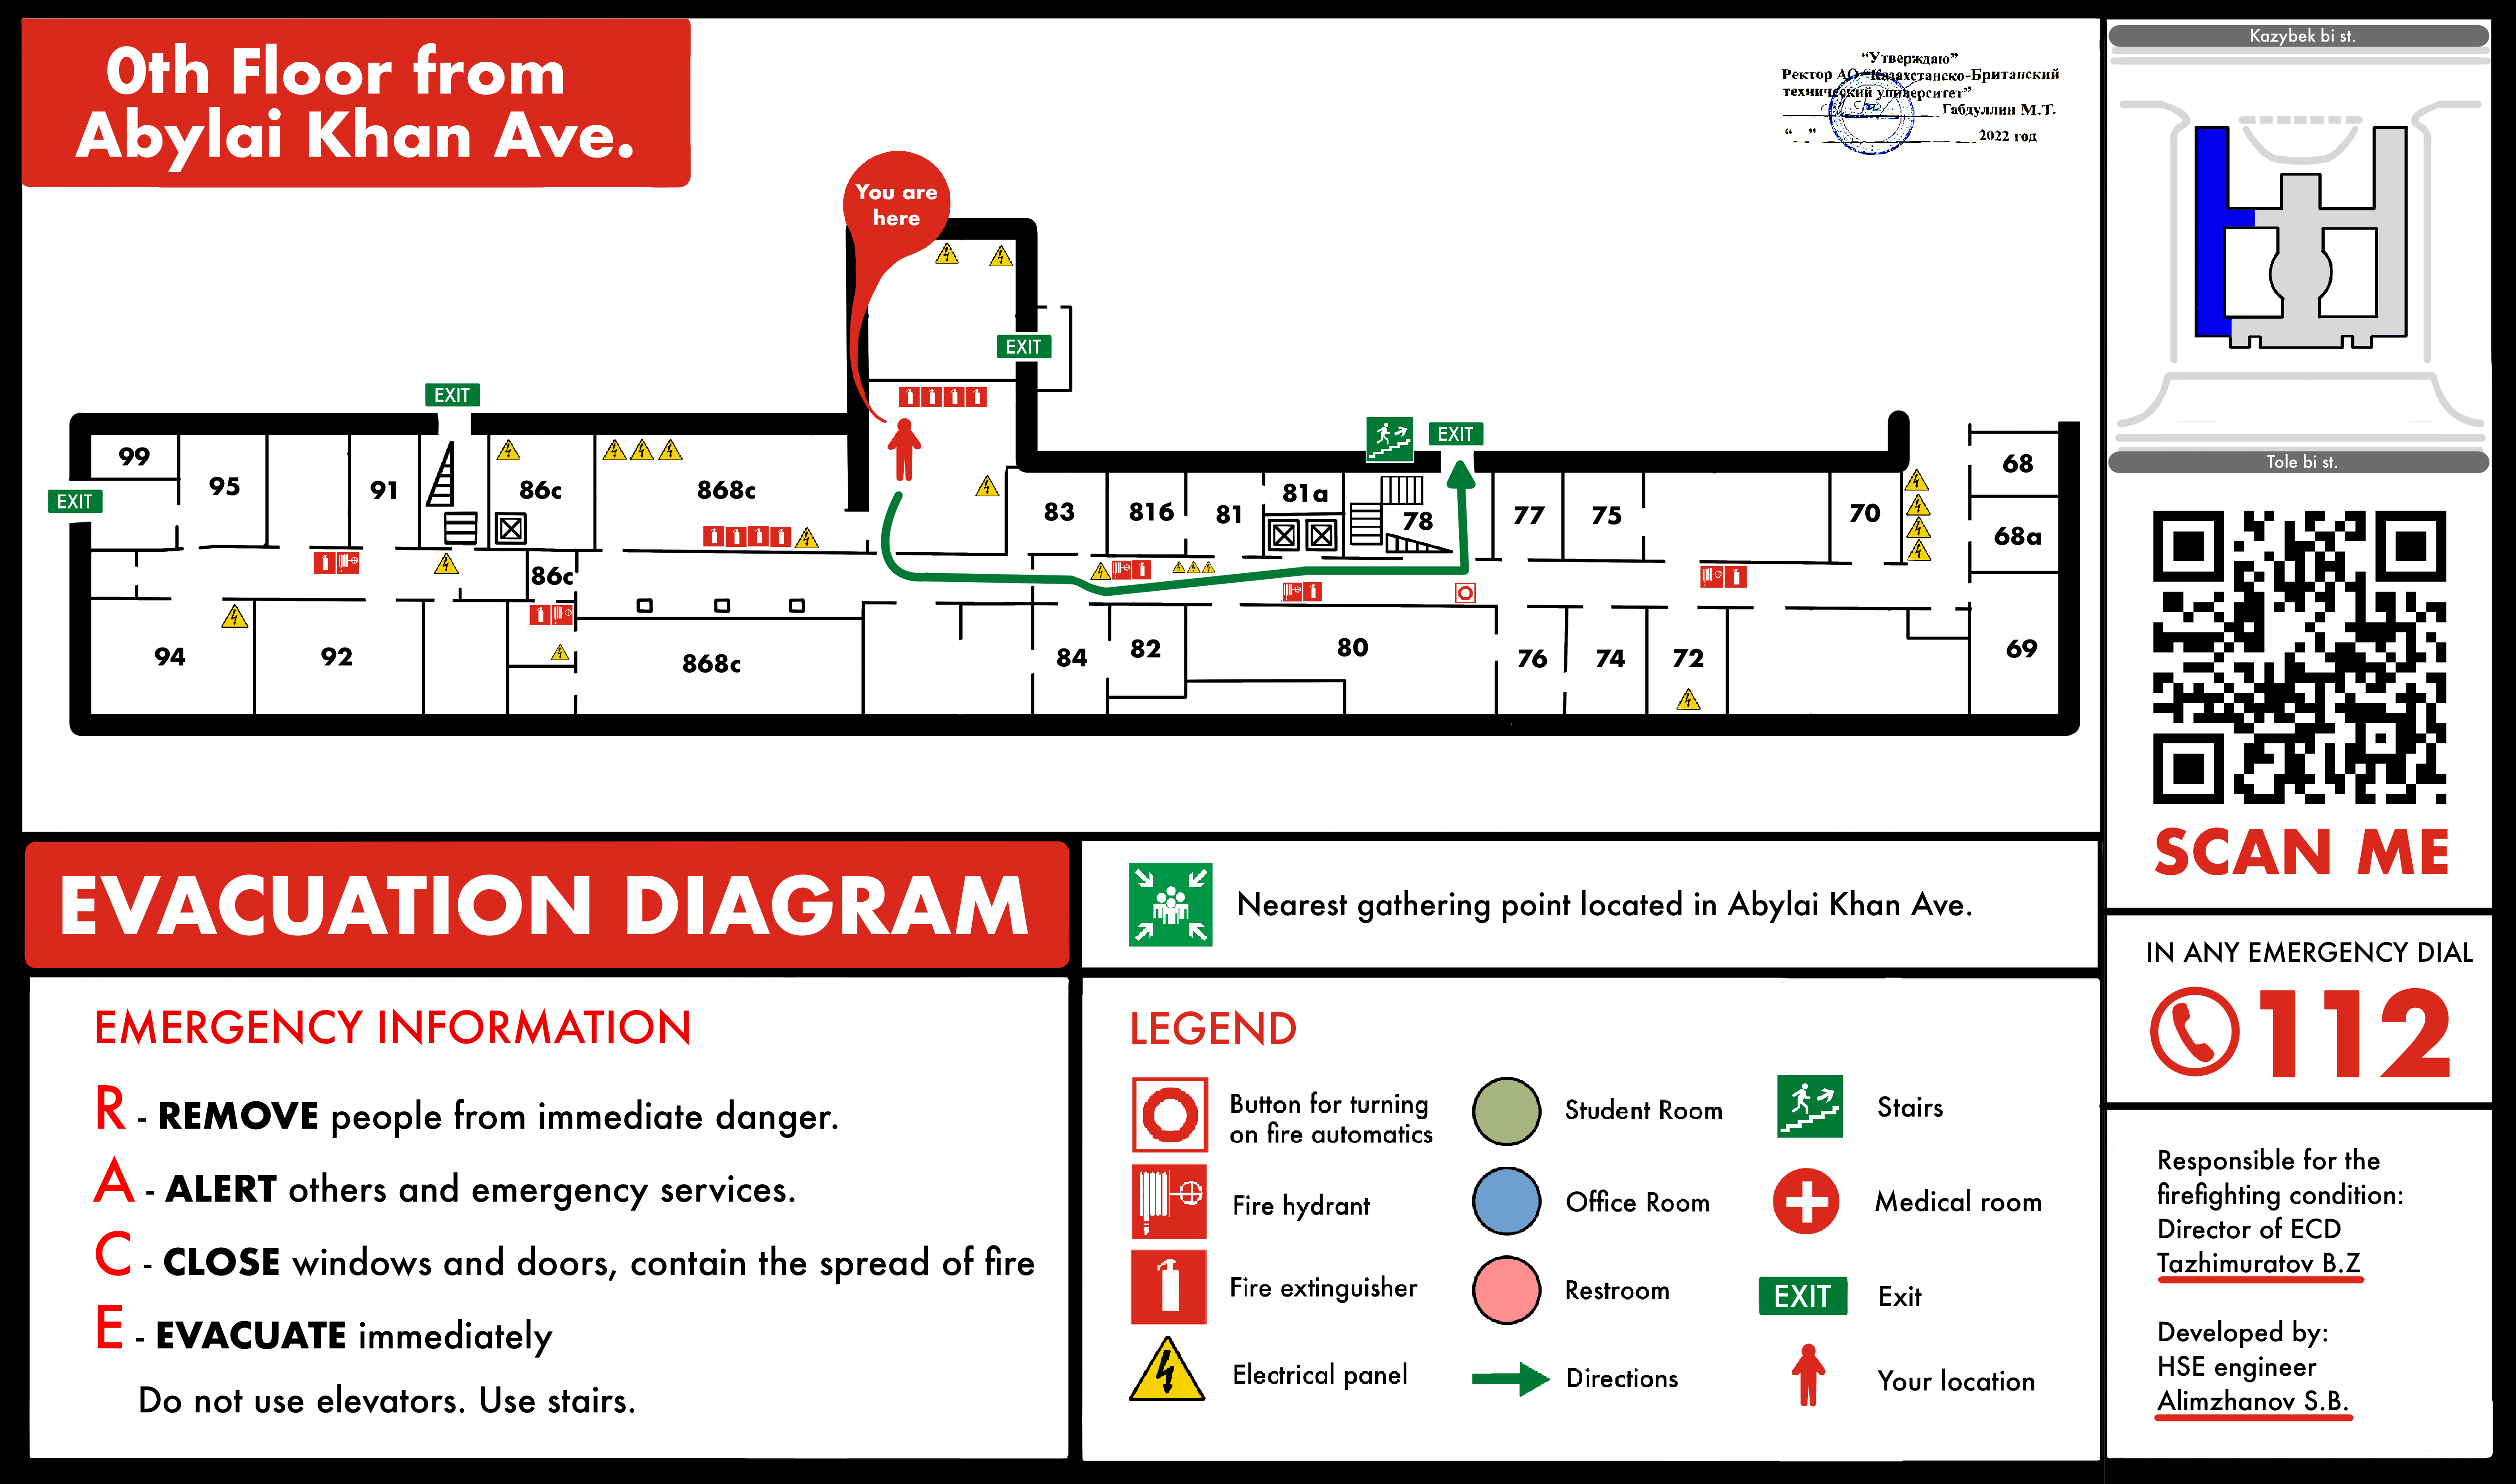 0th Floor from
Abylai Khan Ave.
You are
here
“Утверждаю”
Ректор АО “Казахстанско-Британский
технический университет”
Габдуллин М.Т.
“ ” 2022 год
EXIT
EXIT
EXIT
EXIT
99
95
91
86c
868c
83
816
81
81a
78
77
75
70
68
68a
86c
94
92
868c
84
82
80
76
74
72
69
Kazybek bi st.
Tole bi st.
SCAN ME
EVACUATION DIAGRAM
Nearest gathering point located in Abylai Khan Ave.
IN ANY EMERGENCY DIAL
112
EMERGENCY INFORMATION
R - REMOVE people from immediate danger.
A - ALERT others and emergency services.
C - CLOSE windows and doors, contain the spread of fire
E - EVACUATE immediately
Do not use elevators. Use stairs.
LEGEND
Button for turning
on fire automatics
Fire hydrant
Fire extinguisher
Electrical panel
Student Room
Office Room
Restroom
Directions
Stairs
Medical room
EXIT Exit
Your location
Responsible for the
firefighting condition:
Director of ECD
Tazhimuratov B.Z
Developed by:
HSE engineer
Alimzhanov S.B.